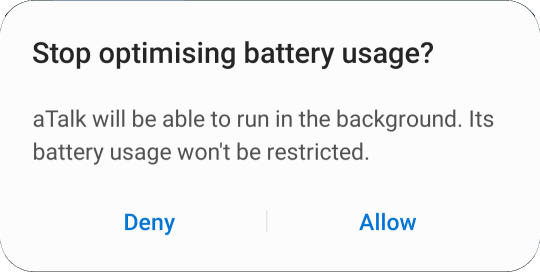 Stop optimising battery usage?
aTalk will be able to run in the background. Its
battery usage won't be restricted.
Deny
Allow